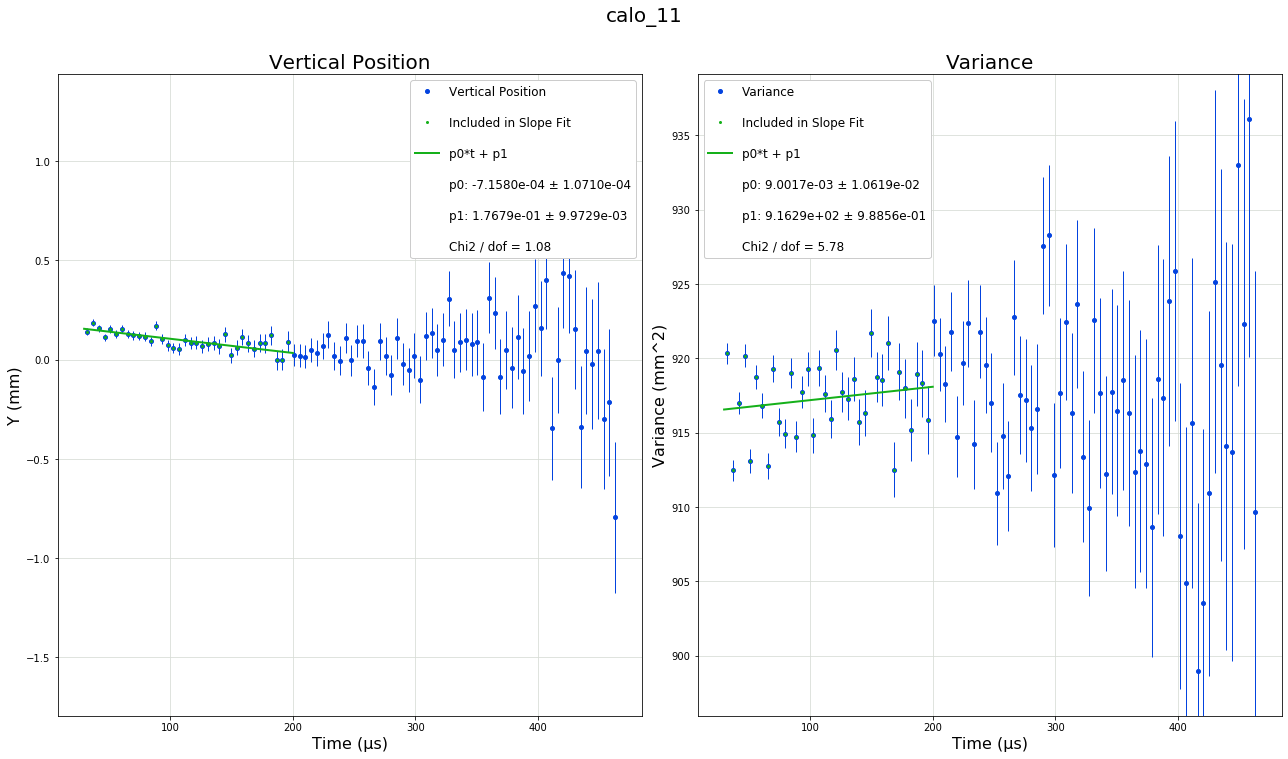 calo_11
Vertical Position
Vertical Position
Included in Slope Fit
p0*t + p1
p0: -7.1580e-04 ± 1.0710e-04
p1: 1.7679e-01 ± 9.9729e-03
Chi2 / dof = 1.08
1.0
0.5
0.0
−0.5
−1.0
−1.5
Y (mm)
100
200
300
400
Time (μs)
Variance
Variance
Included in Slope Fit
p0*t + p1
p0: 9.0017e-03 ± 1.0619e-02
p1: 9.1629e+02 ± 9.8856e-01
Chi2 / dof = 5.78
935
930
925
920
915
910
905
900
Variance (mm^2)
100
200
300
400
Time (μs)